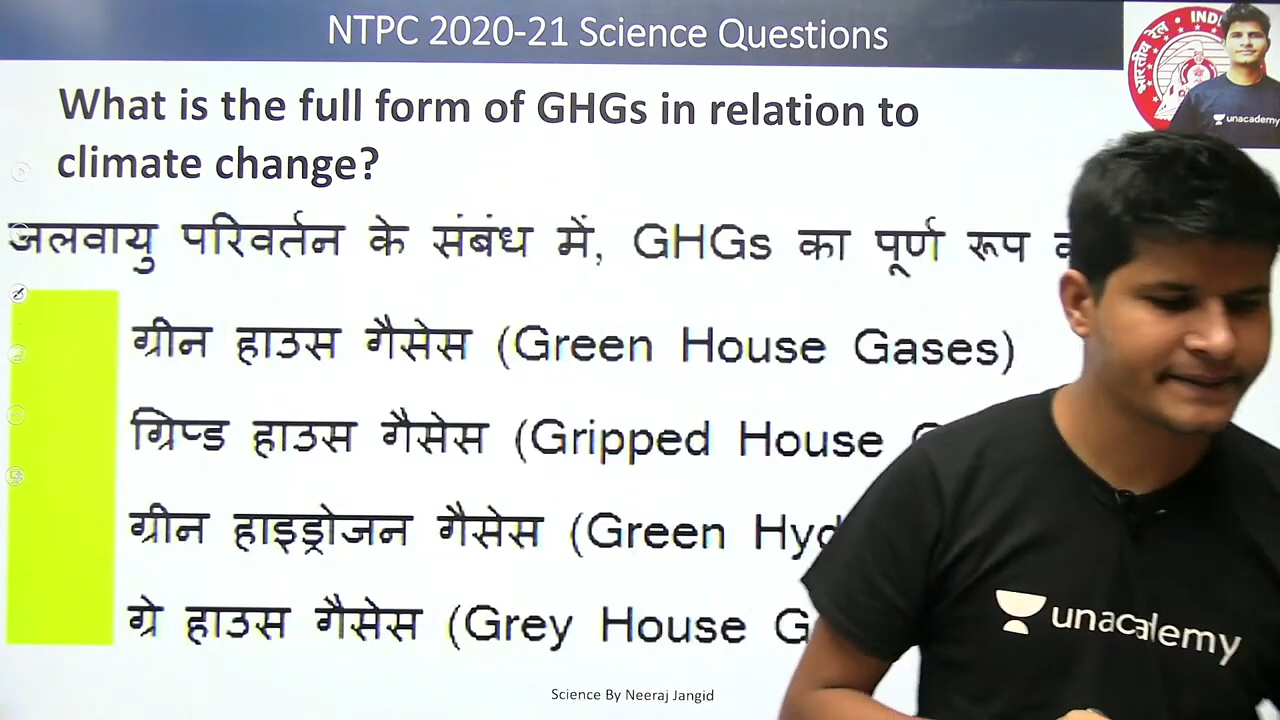 NTPC 2020-21 Science Questions
What is the full form of GHGs in relation to
climate change?
जलवायु परिवर्तन के संबंध में, GHGs का पूर्ण रूप
ग्रीन हाउस गैसेस (Green House Gases)
ग्रिप्ड हाउस गैसेस (Gripped House
ग्रीन हाइड्रोजन गैसेस (Green
ग्रे हाउस गैसेस (Grey House
Science By Neeraj Jangid
भारतीय रेल
unacademy
unacademy